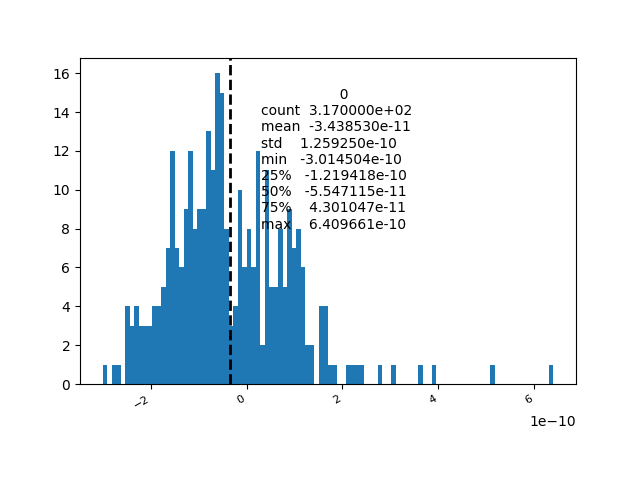 16
14
12
10
8
6
4
2
0
0
count 3.170000e+02
mean -3.438530e-11
std 1.259250e-10
min -3.014504e-10
25% -1.219418e-10
50% -5.547115e-11
75% 4.301047e-11
max 6.409661e-10
−2 0 2 4 6
1e−10